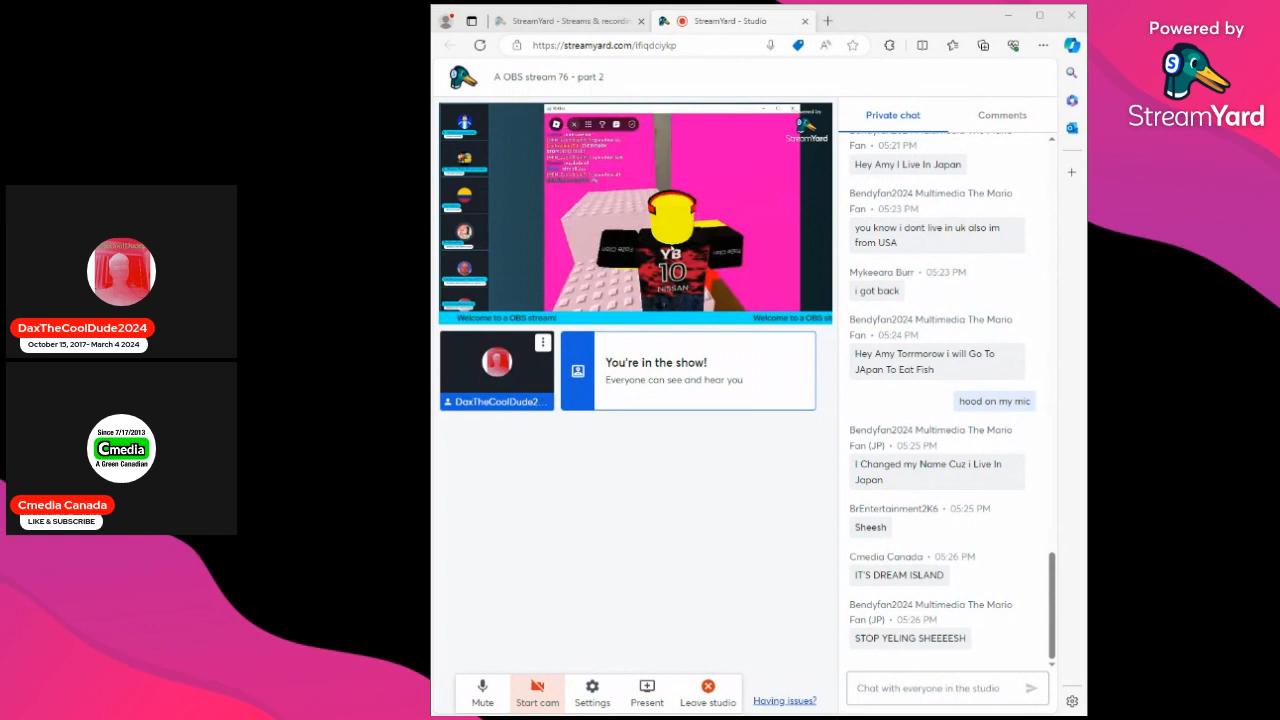 StreamYard - Streams & recordin
StreamYard - Studio
https://streamyard.com/ifiqdciykp
A OBS stream 76 - part 2
Powered by
StreamYard
Private chat
Comments
Bendyfan2024 Multimedia The Mario
Fan • 05:21 PM
Hey Amy I Live In Japan
Bendyfan2024 Multimedia The Mario
Fan • 05:23 PM
you know i dont live in uk also im
from USA
Mykeeara Burr • 05:23 PM
i got back
Bendyfan2024 Multimedia The Mario
Fan • 05:24 PM
Hey Amy Torrmorow i will Go To
JApan To Eat Fish
hood on my mic
Bendyfan2024 Multimedia The Mario
Fan (JP) • 05:25 PM
I Changed my Name Cuz i Live In
Japan
BrEntertainment2K6 • 05:25 PM
Sheesh
Cmedia Canada • 05:26 PM
IT'S DREAM ISLAND
Bendyfan2024 Multimedia The Mario
Fan (JP) • 05:26 PM
STOP YELING SHEEEESH
Chat with everyone in the studio
StreamYard
YB
10
NISSAN
Welcome to a OBS stream!
Welcome to a OBS st
DaxTheCoolDude2...
You're in the show!
Everyone can see and hear you
DaxTheCoolDude2024
October 15, 2017- March 4 2024
Since 7/17/2013
Cmedia
A Green Canadian
Cmedia Canada
LIKE & SUBSCRIBE
Mute
Start cam
Settings
Present
Leave studio
Having issues?